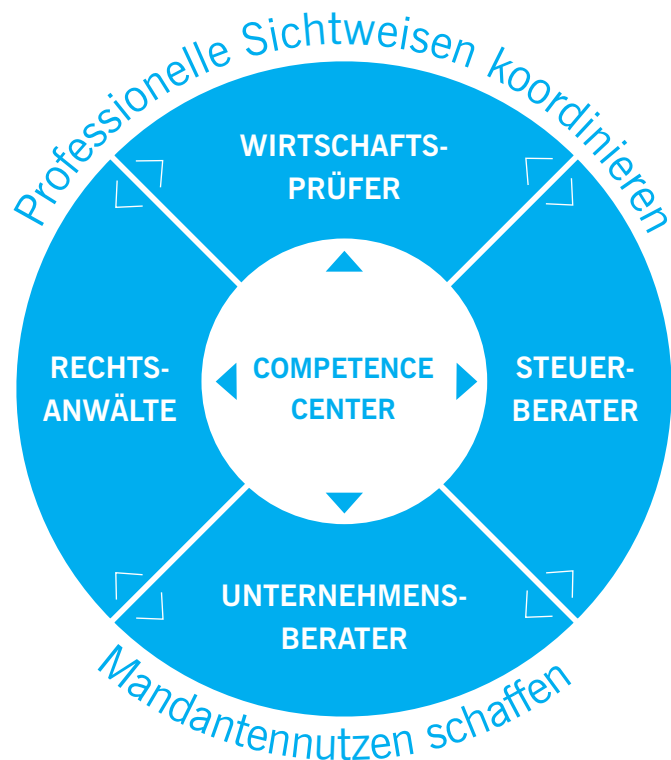 Professionelle Sichtweisen koordinieren
WIRTSCHAFTS-
PRÜFER
RECHTS-
ANWÄLTE
COMPETENCE
CENTER
STEUER-
BERATER
UNTERNEHMENS-
BERATER
Mandantennutzen schaffen